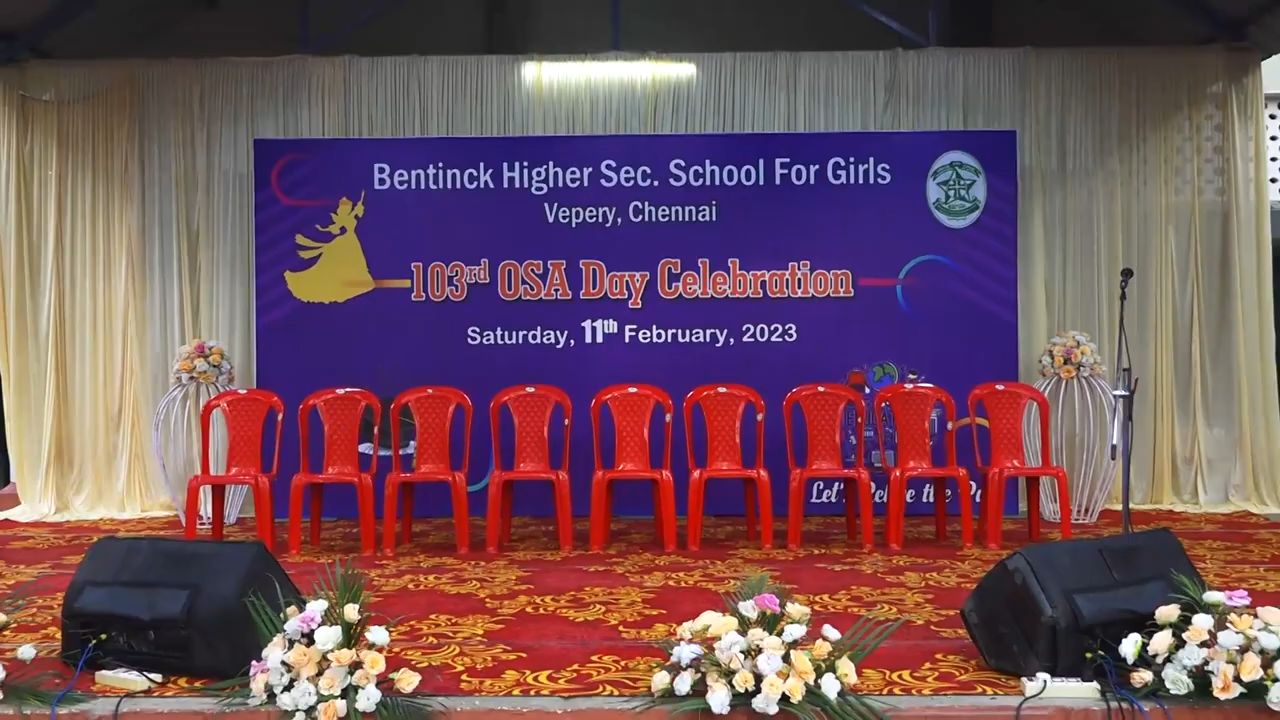 Bentinck Higher Sec. School For Girls
Vepery, Chennai
103rd OSA Day Celebration
Saturday, 11th February, 2023